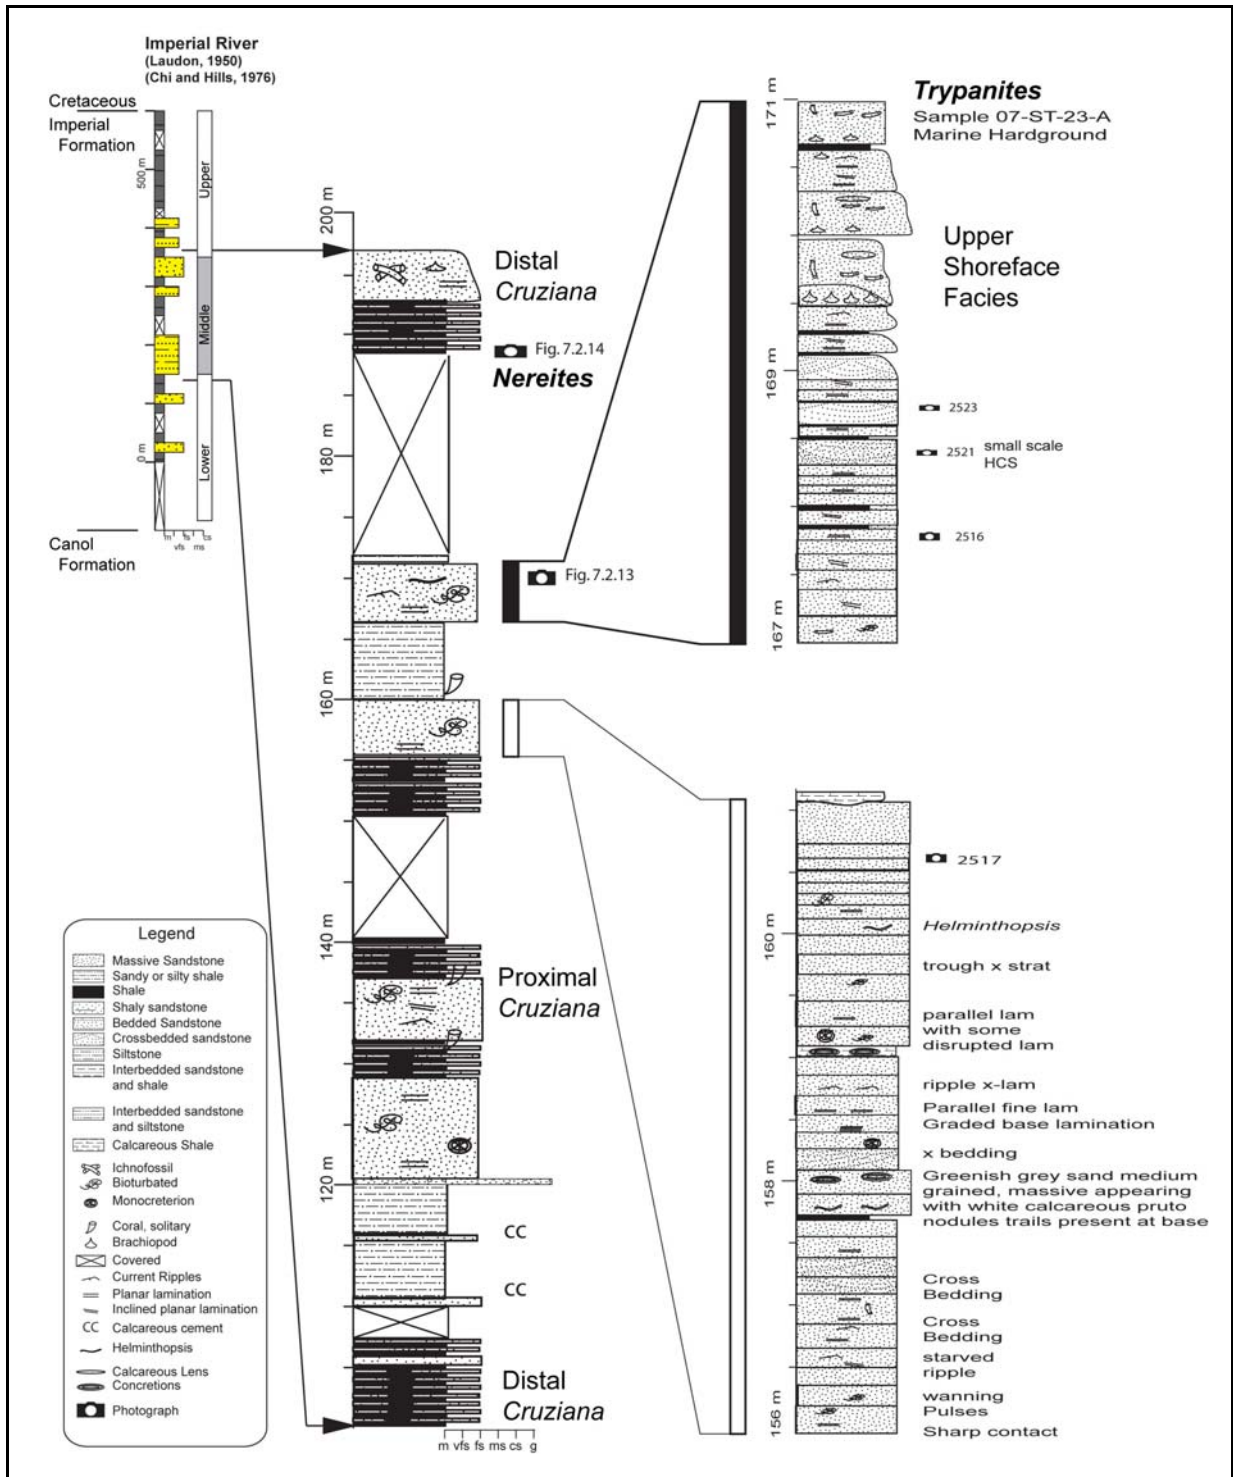 Imperial River
(Laudon, 1950)
(Chi and Hills, 1976)
Cretaceous
Imperial
Formation
500 m
0 m
Upper
Middle
Lower
Canol
Formation
m fs cs
vfs ms
200 m
180 m
160 m
140 m
120 m
Distal
Cruziana
Fig. 7.2.14
Nereites
Fig. 7.2.13
Proximal
Cruziana
CC
CC
Distal
Cruziana
m vfs fs ms cs g
171 m
169 m
167 m
Trypanites
Sample 07-ST-23-A
Marine Hardground
Upper
Shoreface
Facies
2523
2521 small scale
HCS
2516
160 m
158 m
156 m
2517
Helminthopsis
trough x strat
parallel lam
with some
disrupted lam
ripple x-lam
Parallel fine lam
Graded base lamination
x bedding
Greenish grey sand medium
grained, massive appearing
with white calcareous pruto
nodules trails present at base
Cross
Bedding
Cross
Bedding
starved
ripple
wanning
Pulses
Sharp contact
Legend
Massive Sandstone
Sandy or silty shale
Shale
Shaly sandstone
Bedded Sandstone
Crossbedded sandstone
Siltstone
Interbedded sandstone
and shale
Interbedded sandstone
and siltstone
Calcareous Shale
Ichnofossil
Bioturbated
Monocreterion
Coral, solitary
Brachiopod
Covered
Current Ripples
Planar lamination
Inclined planar lamination
CC Calcareous cement
Helminthopsis
Calcareous Lens
Concretions
Photograph